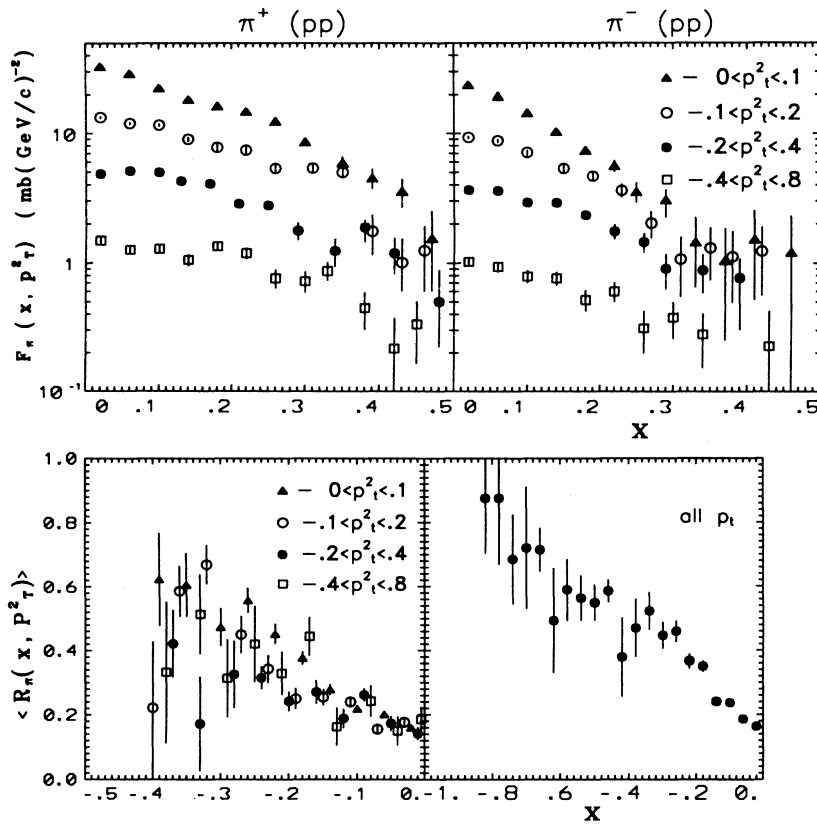 π⁺ (pp)
π⁻ (pp)
F_π(x, p²_T) (mb(GeV/c)⁻²)
10
1
10⁻¹
– 0<p²_t<.1
–.1<p²_t<.2
–.2<p²_t<.4
–.4<p²_t<.8
0 .1 .2 .3 .4 .5
0 .1 .2 .3 .4 .5
X
<R_π(x, P²_T)>
1.0
0.8
0.6
0.4
0.2
0.0
– 0<p²_t<.1
–.1<p²_t<.2
–.2<p²_t<.4
–.4<p²_t<.8
all p_t
-.5 -.4 -.3 -.2 -.1 0.
-1. -.8 -.6 -.4 -.2 0.
X